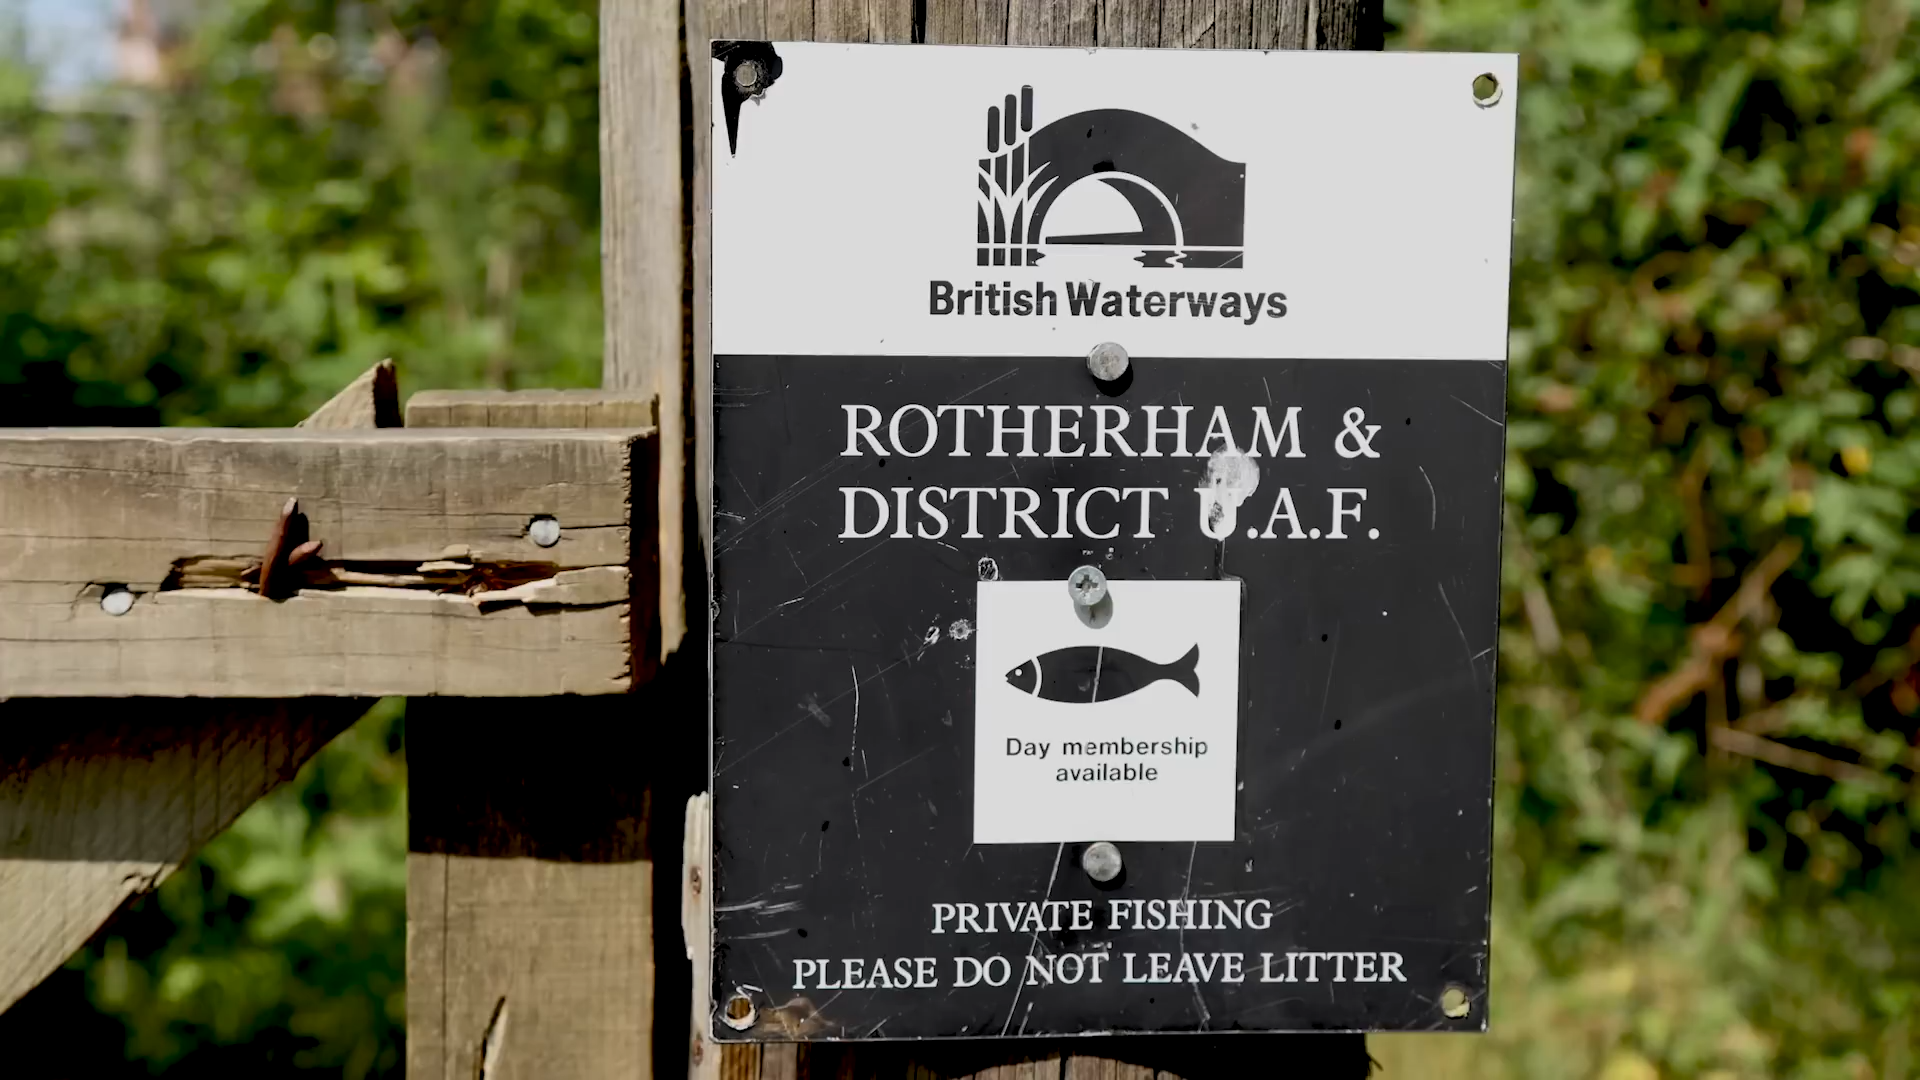 British Waterways
ROTHERHAM &
DISTRICT U.A.F.
Day membership
available
PRIVATE FISHING
PLEASE DO NOT LEAVE LITTER